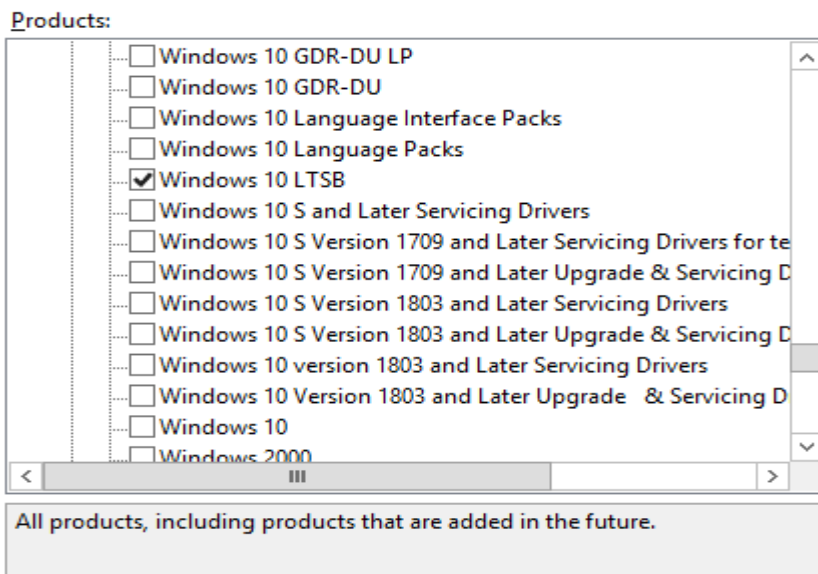 Products:
Windows 10 GDR-DU LP
Windows 10 GDR-DU
Windows 10 Language Interface Packs
Windows 10 Language Packs
Windows 10 LTSB
Windows 10 S and Later Servicing Drivers
Windows 10 S Version 1709 and Later Servicing Drivers for te
Windows 10 S Version 1709 and Later Upgrade & Servicing D
Windows 10 S Version 1803 and Later Servicing Drivers
Windows 10 S Version 1803 and Later Upgrade & Servicing D
Windows 10 version 1803 and Later Servicing Drivers
Windows 10 Version 1803 and Later Upgrade   & Servicing D
Windows 10
Windows 2000
All products, including products that are added in the future.